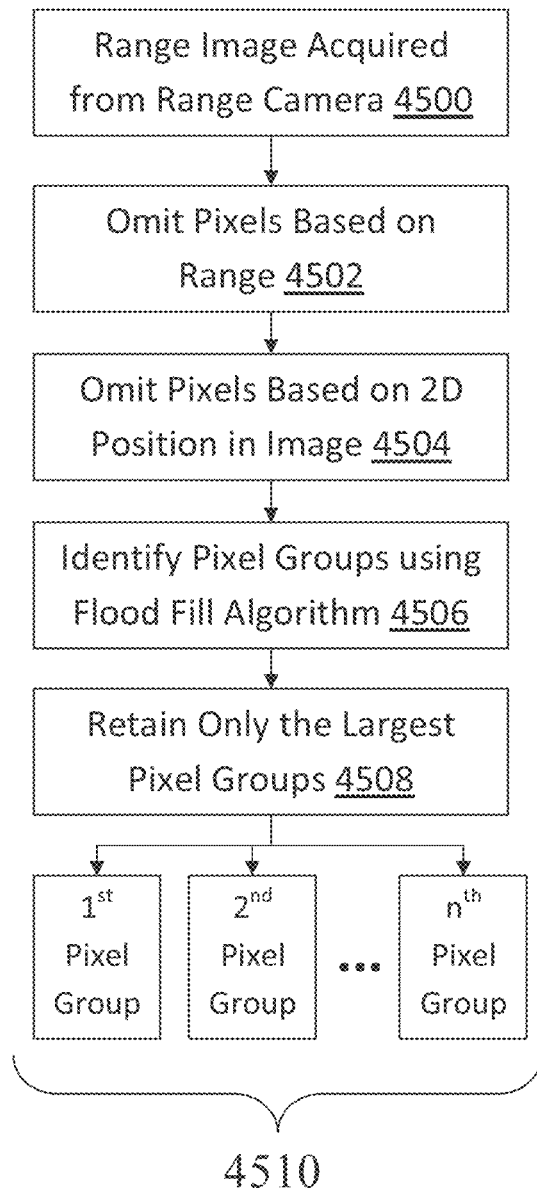 Range Image Acquired
from Range Camera 4500
Omit Pixels Based on
Range 4502
Omit Pixels Based on 2D
Position in Image 4504
Identify Pixel Groups using
Flood Fill Algorithm 4506
Retain Only the Largest
Pixel Groups 4508
1st
Pixel
Group
2nd
Pixel
Group
•••
nth
Pixel
Group
4510